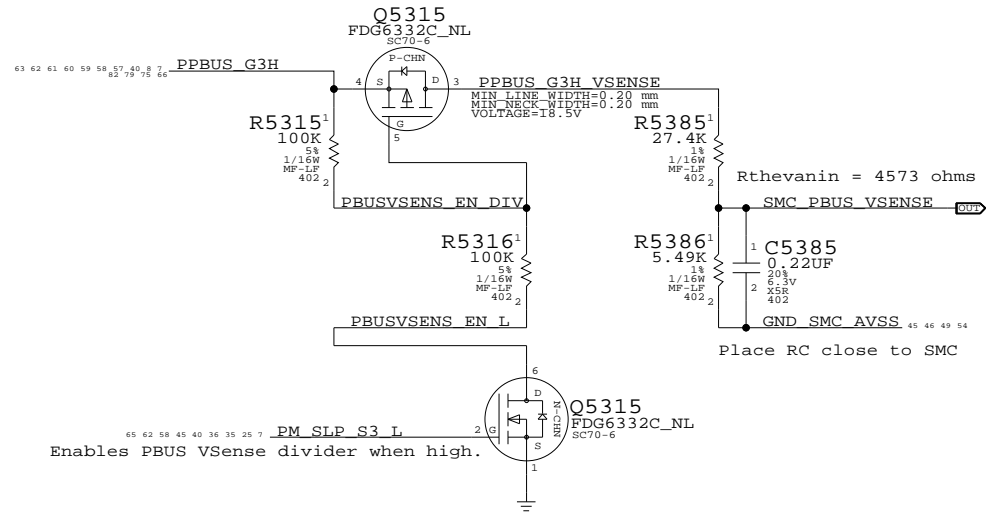 Q5315
FDG6332C_NL
SC70-6
P-CHN
63 62 61 60 59 58 57 40 8 7
82 79 75 66
PPBUS_G3H
4
S
D
3
G
5
PPBUS_G3H_VSENSE
MIN_LINE_WIDTH=0.20 mm
MIN_NECK_WIDTH=0.20 mm
VOLTAGE=18.5V
R5315
1
100K
5%
1/16W
MF-LF
402
2
R5385
1
27.4K
1%
1/16W
MF-LF
402
2
Rthevanin = 4573 ohms
PBUSVSENS_EN_DIV
SMC_PBUS_VSENSE
OUT
R5316
1
100K
5%
1/16W
MF-LF
402
2
R5386
1
5.49K
1%
1/16W
MF-LF
402
2
1
C5385
0.22UF
20%
6.3V
X5R
402
2
PBUSVSENS_EN_L
GND_SMC_AVSS
45 46 49 54
Place RC close to SMC
6
D
N-CHN
Q5315
FDG6332C_NL
SC70-6
65 62 58 45 40 36 35 25 7
PM_SLP_S3_L
2
G
S
1
Enables PBUS VSense divider when high.